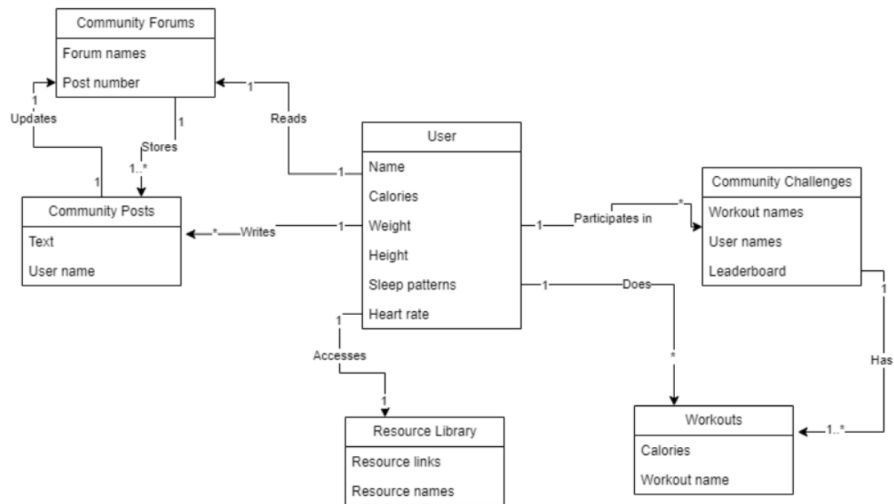 Community Forums
Forum names
Post number
1
1
1
Updates
Stores
Reads
1
1..*
1
Community Posts
Text
User name
*
Writes
1
User
Name
Calories
Weight
Height
Sleep patterns
Heart rate
1
Participates in
*
Community Challenges
Workout names
User names
Leaderboard
1
Does
*
1
Has
1..*
1
Accesses
1
Resource Library
Resource links
Resource names
Workouts
Calories
Workout name